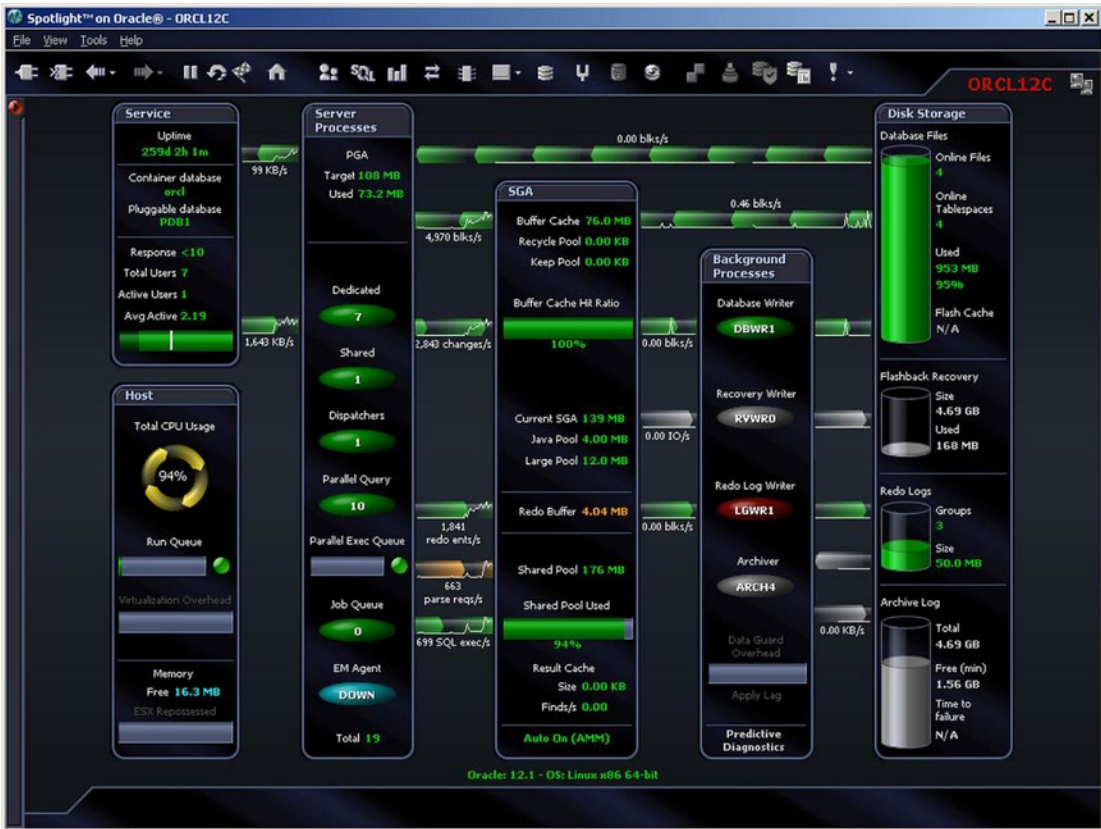 Spotlight™ on Oracle® - ORCL12C
File View Tools Help
SQL
ORCL12C
Service
Uptime
259d 2h 1m
Container database
orcl
Pluggable database
PDB1
Response <10
Total Users 7
Active Users 1
Avg Active 2.19
99 KB/s
1,643 KB/s
Host
Total CPU Usage
94%
Run Queue
Virtualization Overhead
Memory
Free 16.3 MB
ESX Repossessed
Server
Processes
PGA
Target 108 MB
Used 73.2 MB
Dedicated
7
Shared
1
Dispatchers
1
Parallel Query
10
Parallel Exec Queue
Job Queue
0
EM Agent
DOWN
Total 19
0.00 blks/s
4,970 blks/s
2,843 changes/s
1,841
redo ents/s
663
parse reqs/s
699 SQL exec/s
SGA
Buffer Cache 76.0 MB
Recycle Pool 0.00 KB
Keep Pool 0.00 KB
Buffer Cache Hit Ratio
100%
Current SGA 139 MB
Java Pool 4.00 MB
Large Pool 12.0 MB
Redo Buffer 4.04 MB
Shared Pool 176 MB
Shared Pool Used
94%
Result Cache
Size 0.00 KB
Finds/s 0.00
Auto On (AMM)
0.46 blks/s
0.00 blks/s
0.00 IO/s
0.00 blks/s
Background
Processes
Database Writer
DBWR1
Recovery Writer
RVWR0
Redo Log Writer
LGWR1
Archiver
ARCH4
Data Guard
Overhead
Apply Lag
Predictive
Diagnostics
0.00 KB/s
Disk Storage
Database Files
Online Files
4
Online
Tablespaces
4
Used
953 MB
95%
Flash Cache
N/A
Flashback Recovery
Size
4.69 GB
Used
168 MB
Redo Logs
Groups
3
Size
50.0 MB
Archive Log
Total
4.69 GB
Free (min)
1.56 GB
Time to
failure
N/A
Oracle: 12.1 - OS: Linux x86 64-bit